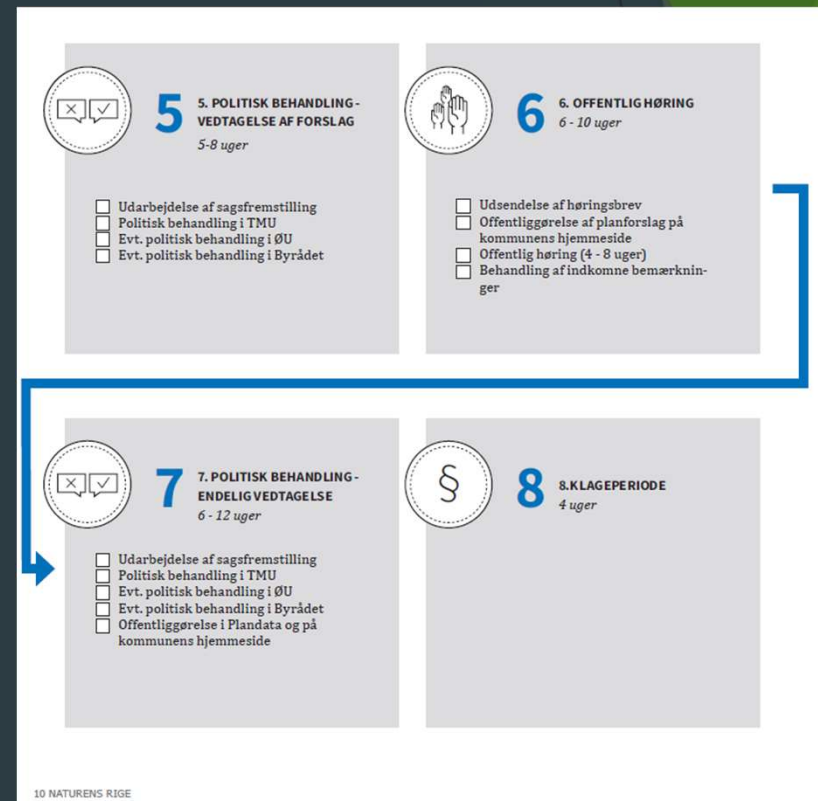 5
5. POLITISK BEHANDLING -
VEDTAGELSE AF FORSLAG
5-8 uger
Udarbejdelse af sagsfremstilling
Politisk behandling i TMU
Evt. politisk behandling i ØU
Evt. politisk behandling i Byrådet
6
6. OFFENTLIG HØRING
6 - 10 uger
Udsendelse af høringsbrev
Offentliggørelse af planforslag på
kommunens hjemmeside
Offentlig høring (4 - 8 uger)
Behandling af indkomne bemærknin-
ger
7
7. POLITISK BEHANDLING -
ENDELIG VEDTAGELSE
6 - 12 uger
Udarbejdelse af sagsfremstilling
Politisk behandling i TMU
Evt. politisk behandling i ØU
Evt. politisk behandling i Byrådet
Offentliggørelse i Plandata og på
kommunens hjemmeside
§
8
8.KLAGEPERIODE
4 uger
10 NATURENS RIGE